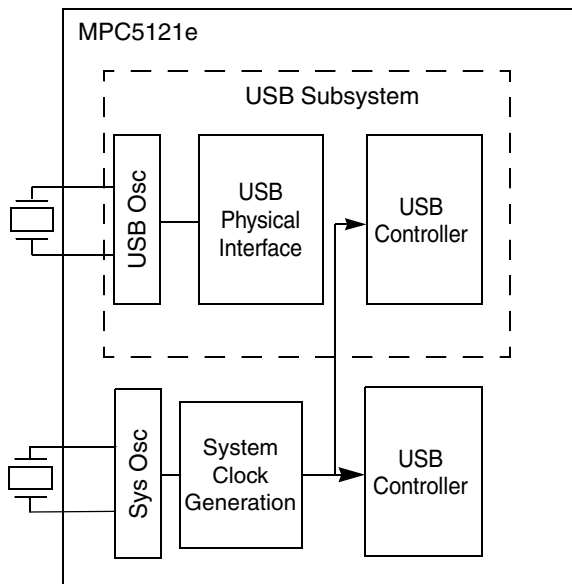 MPC5121e
USB Subsystem
USB Osc
USB
Physical
Interface
USB
Controller
Sys Osc
System
Clock
Generation
USB
Controller